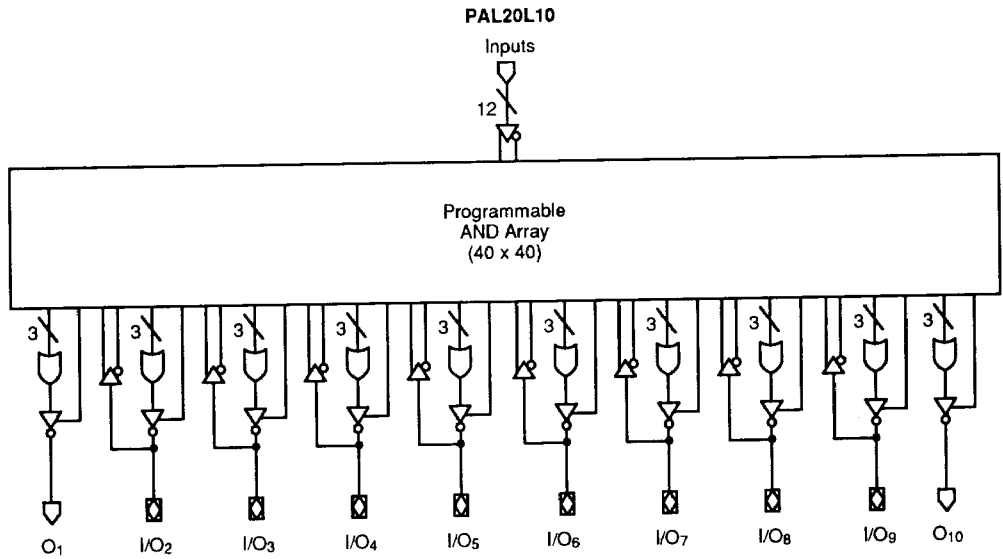 PAL20L10
Inputs
12
Programmable
AND Array
(40 x 40)
3 3 3 3 3 3 3 3 3 3
O1 I/O2 I/O3 I/O4 I/O5 I/O6 I/O7 I/O8 I/O9 O10